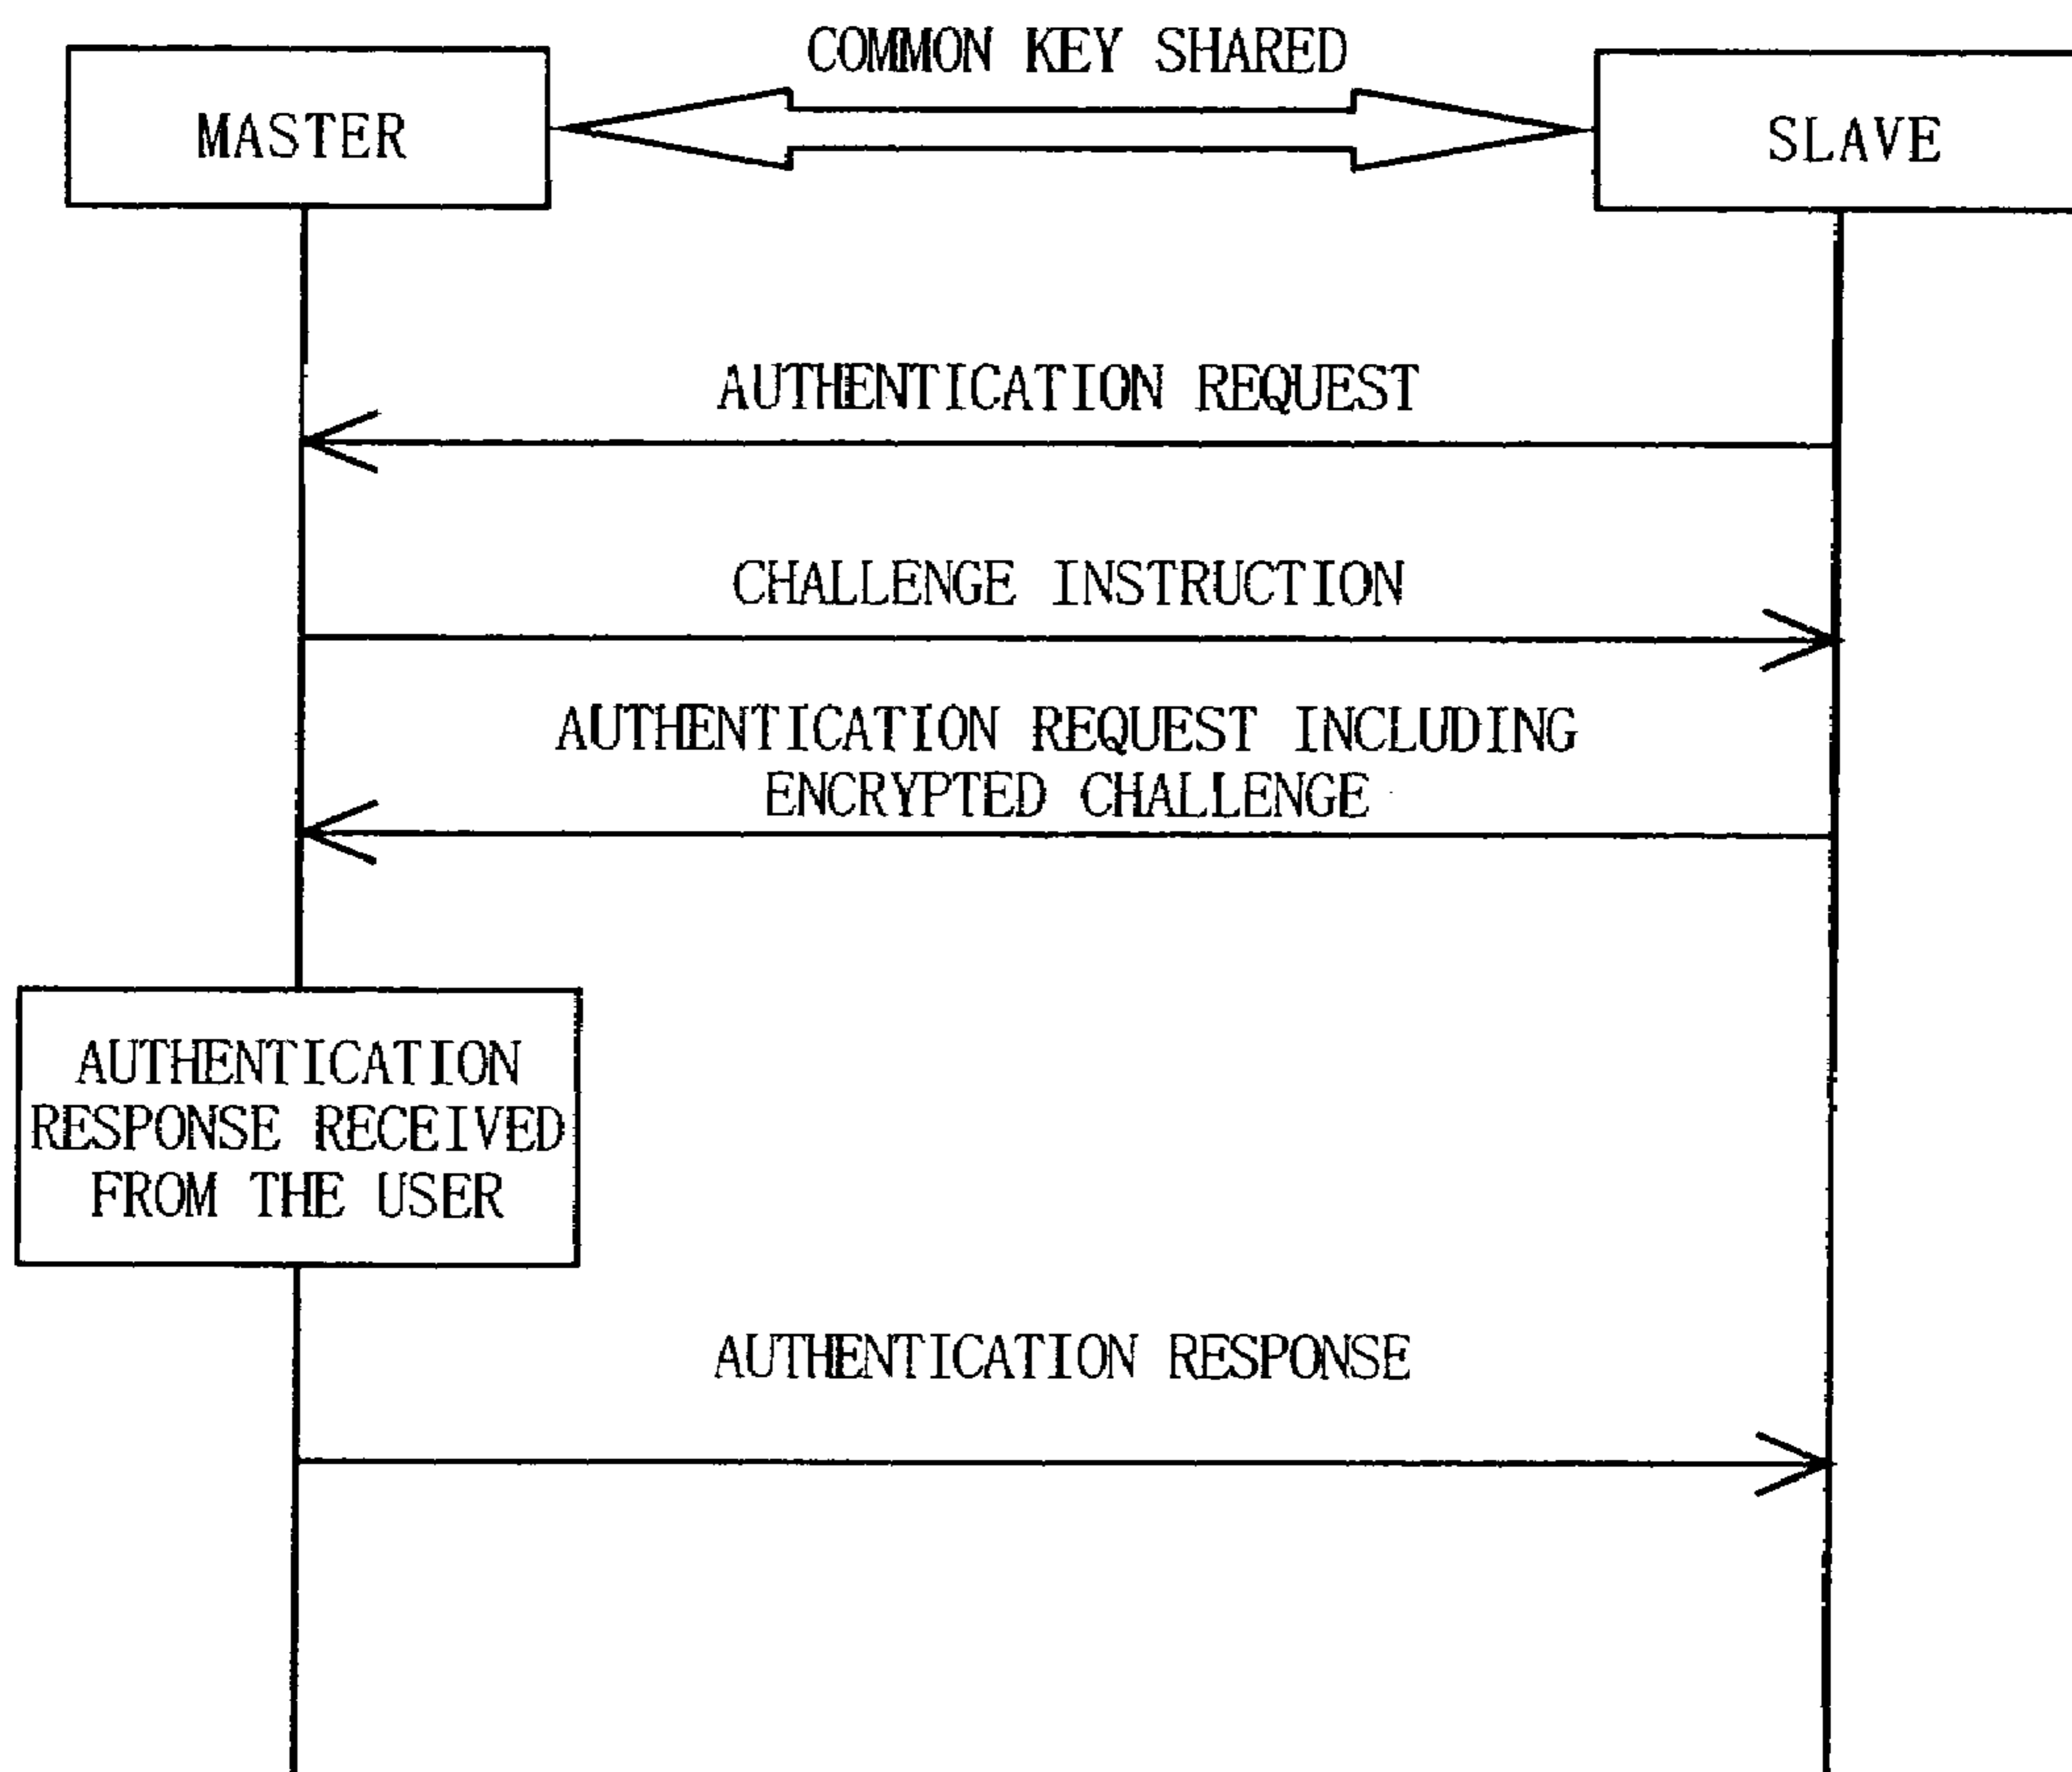 COMMON KEY SHARED
MASTER
SLAVE
AUTHENTICATION REQUEST
CHALLENGE INSTRUCTION
AUTHENTICATION REQUEST INCLUDING
ENCRYPTED CHALLENGE
AUTHENTICATION
RESPONSE RECEIVED
FROM THE USER
AUTHENTICATION RESPONSE